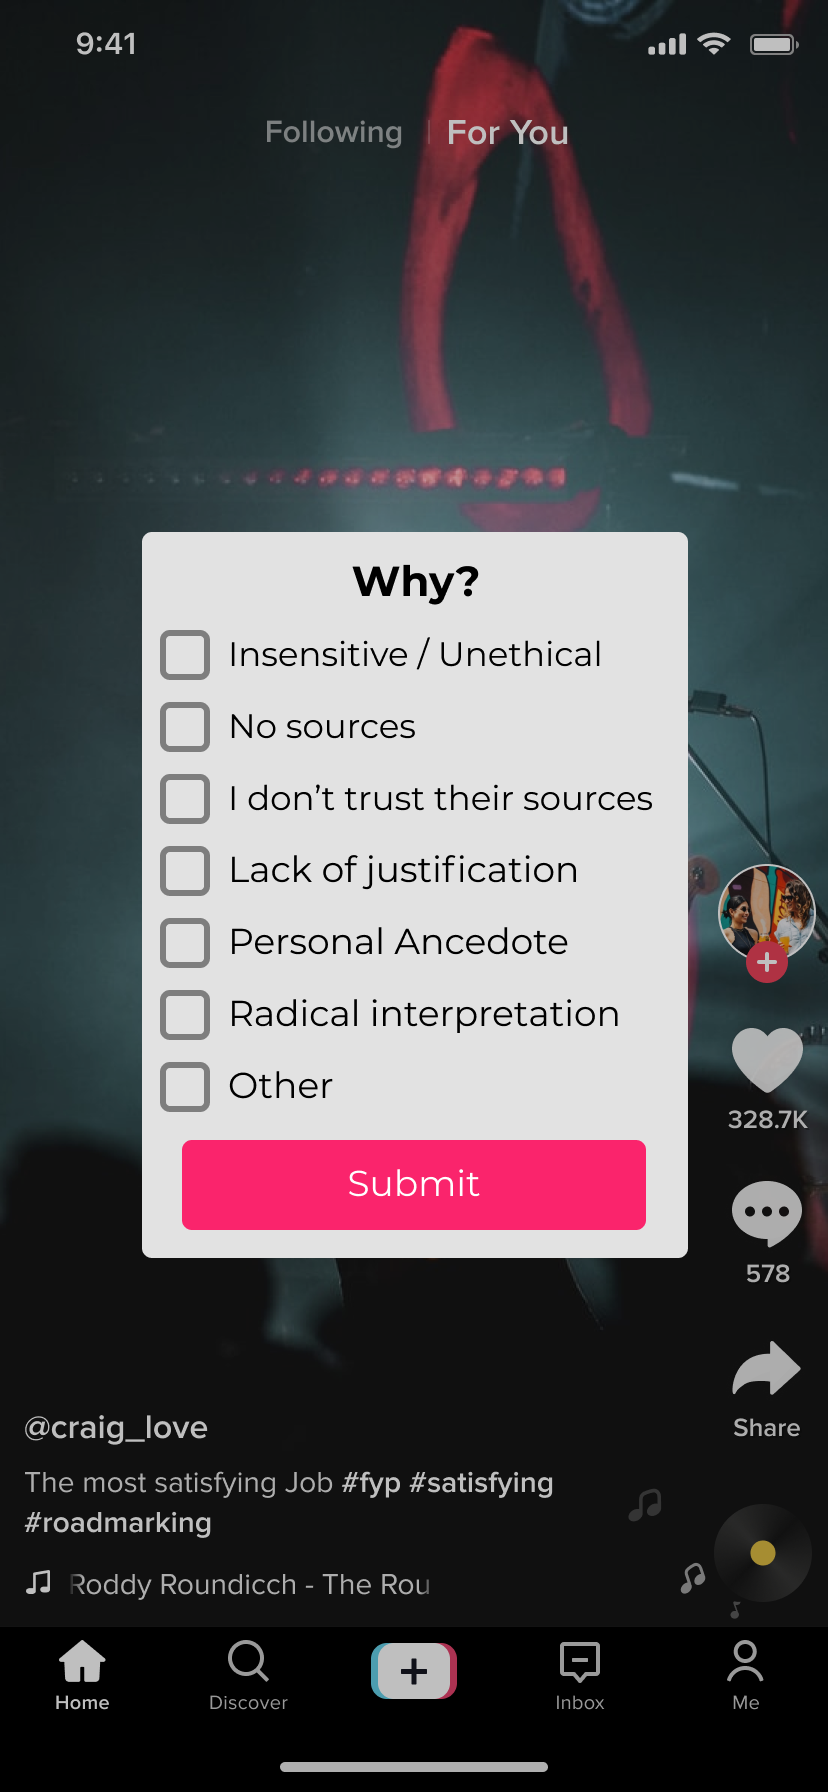 9:41
Following | For You
Why?
Insensitive / Unethical
No sources
I don't trust their sources
Lack of justification
Personal Ancedote
Radical interpretation
Other
Submit
328.7K
578
Share
@craig_love
The most satisfying Job #fyp #satisfying
#roadmarking
Roddy Roundicch - The Rou
Home
Discover
Inbox
Me